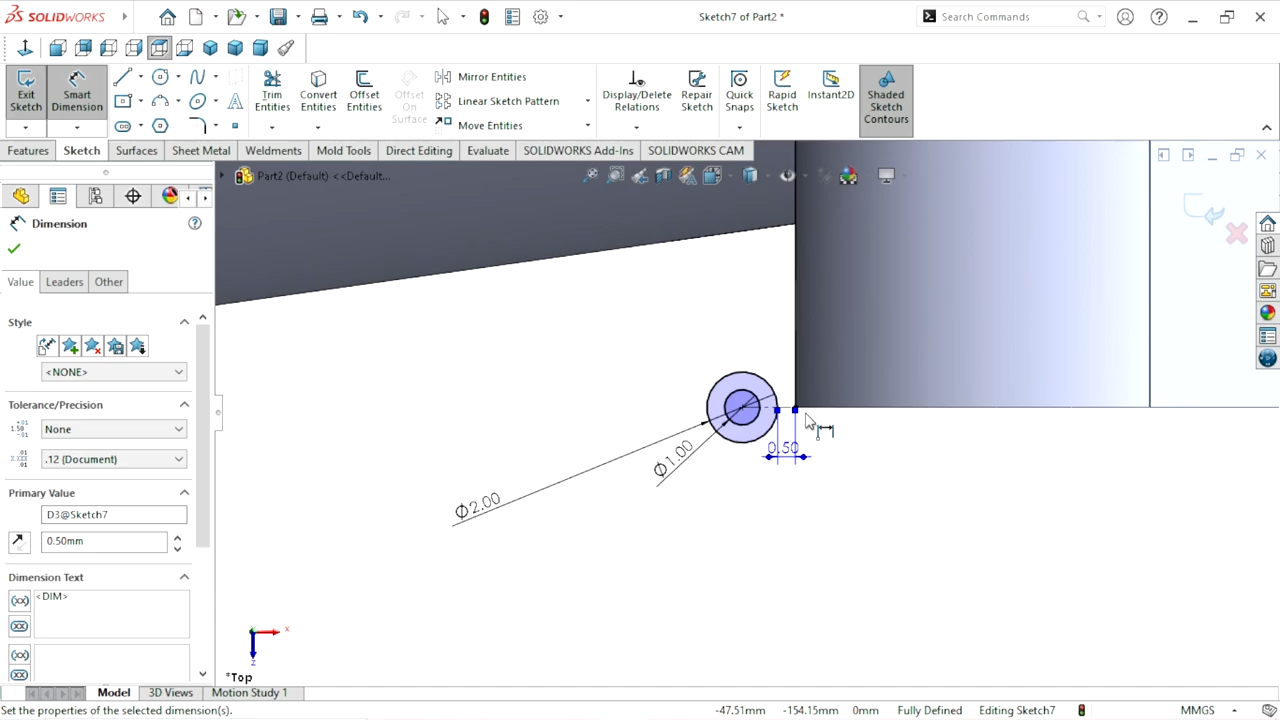 SOLIDWORKS
Sketch7 of Part2 *
Search Commands
Exit Sketch
Smart Dimension
Trim Entities
Convert Entities
Offset Entities
Offset On Surface
Mirror Entities
Linear Sketch Pattern
Move Entities
Display/Delete Relations
Repair Sketch
Quick Snaps
Rapid Sketch
Instant2D
Shaded Sketch Contours
Features
Sketch
Surfaces
Sheet Metal
Weldments
Mold Tools
Direct Editing
Evaluate
SOLIDWORKS Add-Ins
SOLIDWORKS CAM
Part2 (Default) < <Default...
Dimension
Value
Leaders
Other
Style
<NONE>
Tolerance/Precision
None
.12 (Document)
Primary Value
D3@Sketch7
0.50mm
Dimension Text
<DIM>
0.50
Ø1.00
Ø2.00
x
z
*Top
Model
3D Views
Motion Study 1
Set the properties of the selected dimension(s).
-47.51mm
-154.15mm
0mm
Fully Defined
Editing Sketch7
MMGS